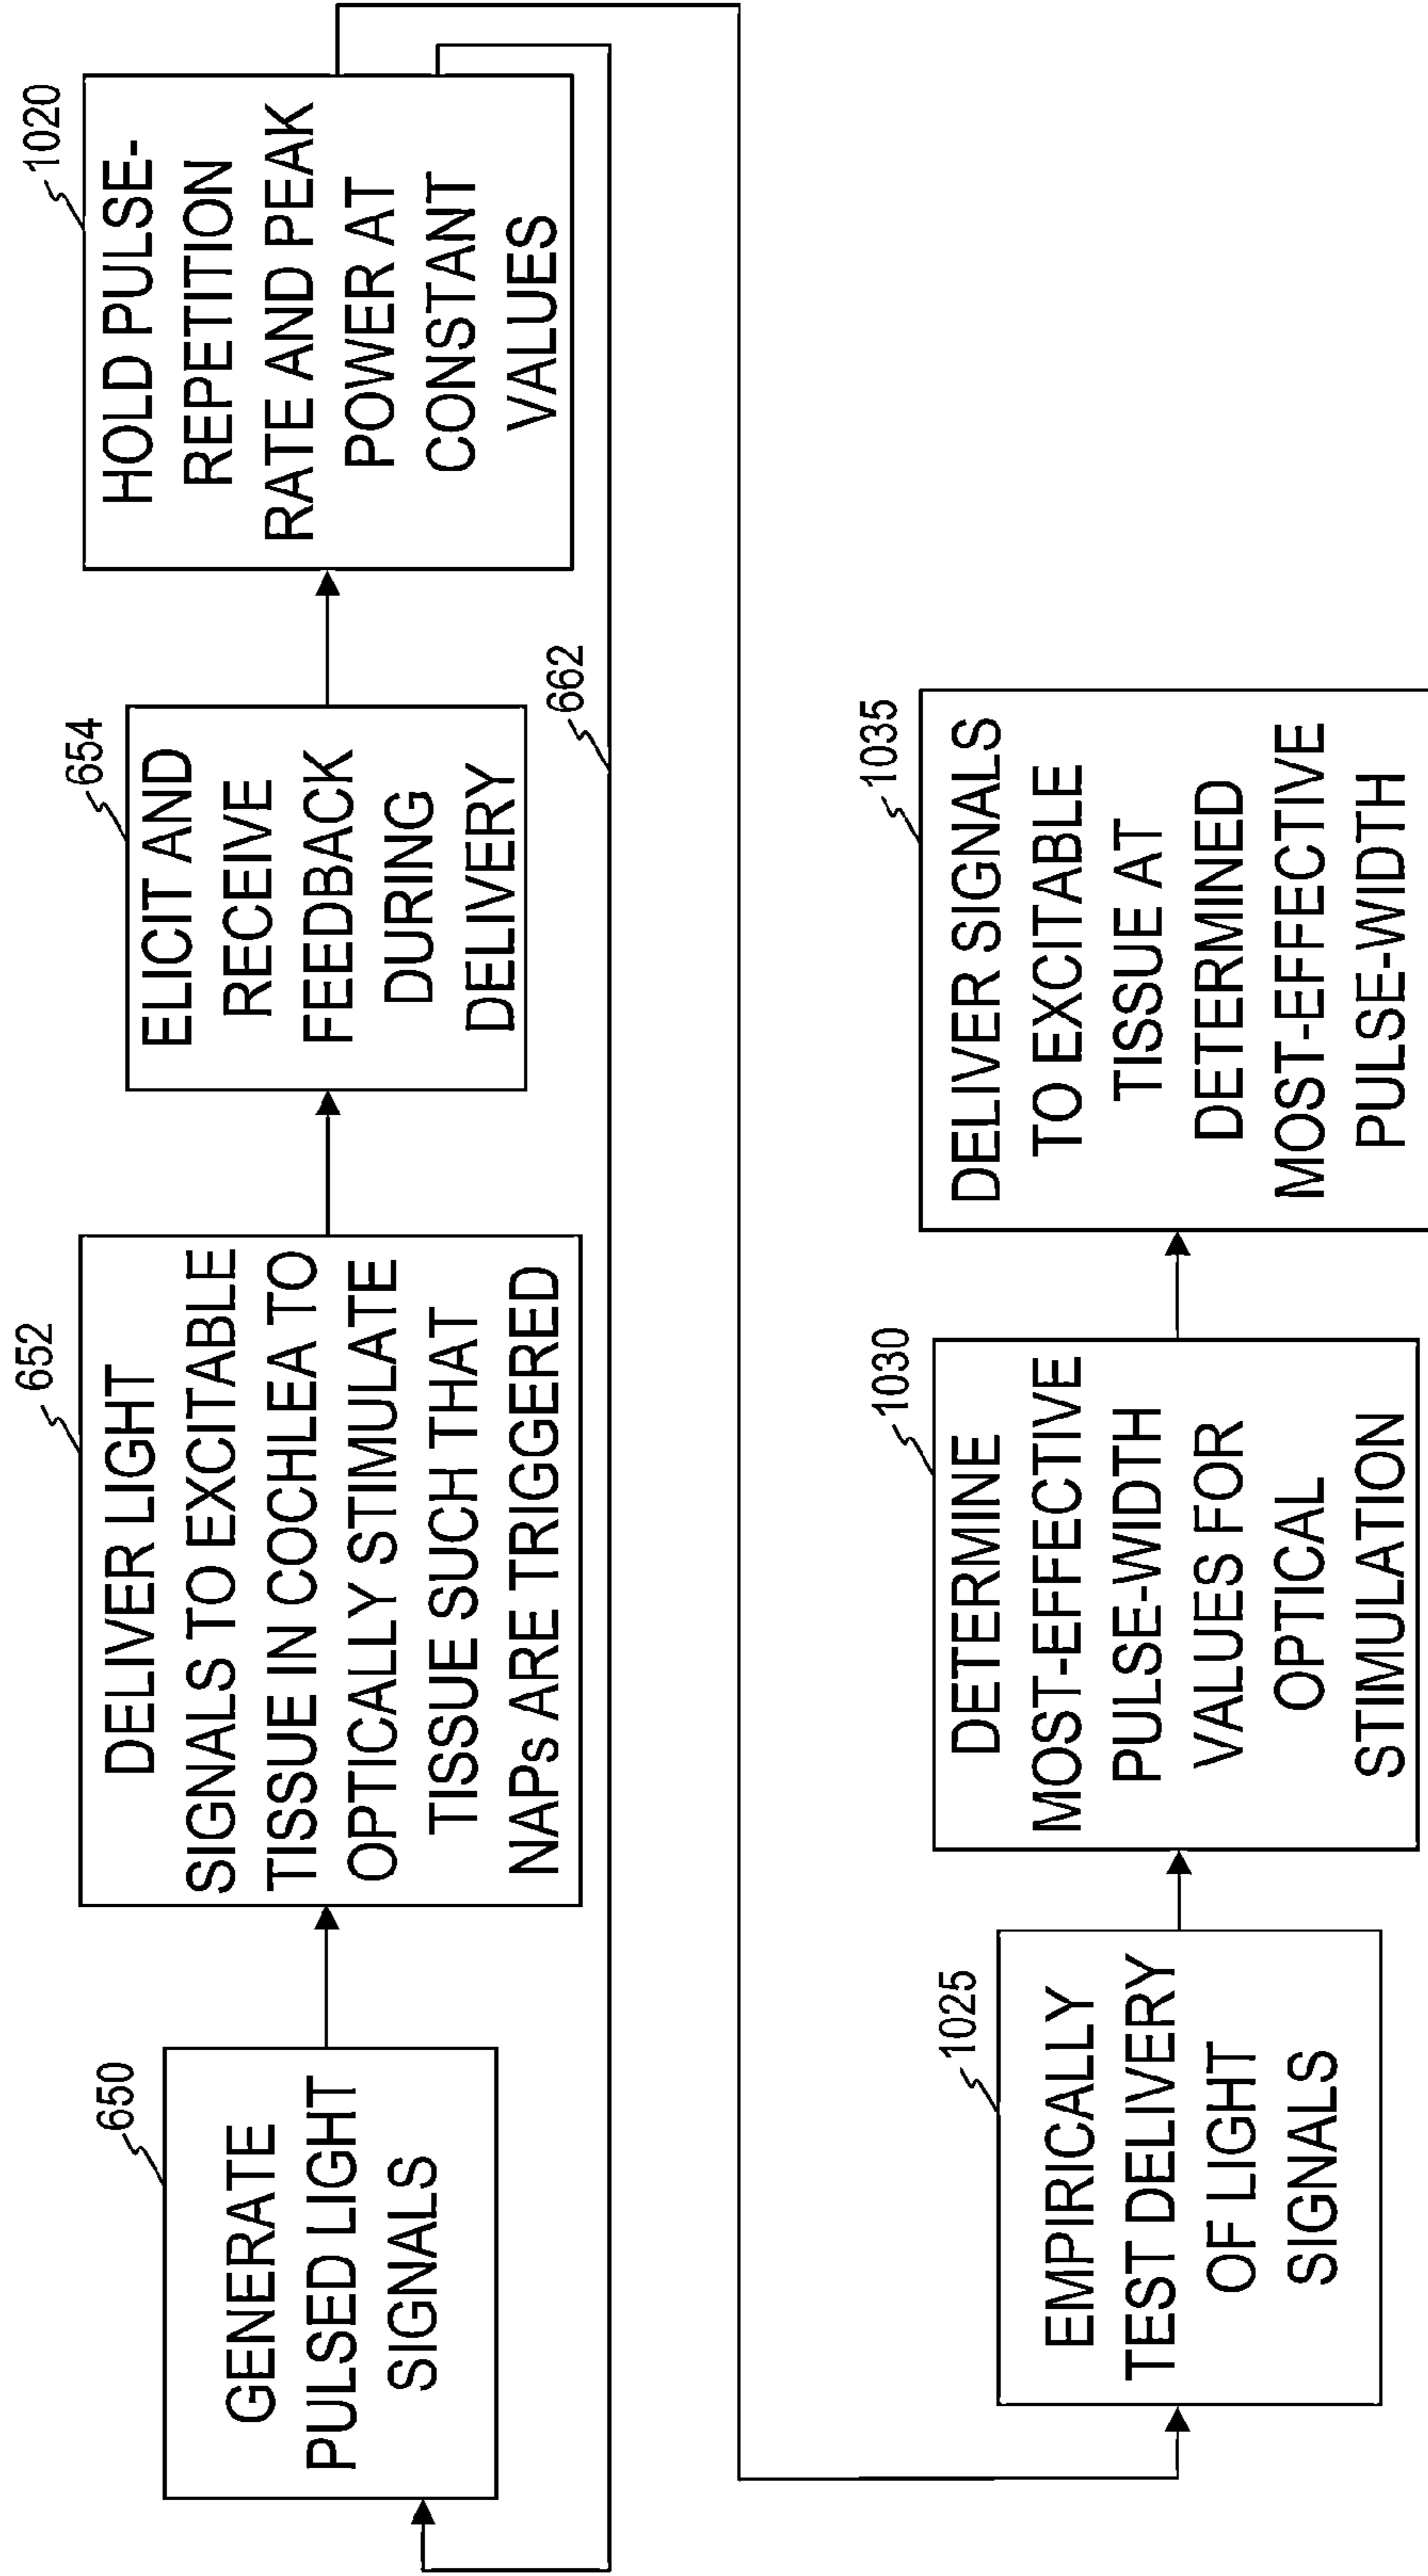 650
GENERATE
PULSED LIGHT
SIGNALS
652
DELIVER LIGHT
SIGNALS TO EXCITABLE
TISSUE IN COCHLEA TO
OPTICALLY STIMULATE
TISSUE SUCH THAT
NAPs ARE TRIGGERED
654
ELICIT AND
RECEIVE
FEEDBACK
DURING
DELIVERY
1020
HOLD PULSE-
REPETITION
RATE AND PEAK
POWER AT
CONSTANT
VALUES
662
1025
EMPIRICALLY
TEST DELIVERY
OF LIGHT
SIGNALS
1030
DETERMINE
MOST-EFFECTIVE
PULSE-WIDTH
VALUES FOR
OPTICAL
STIMULATION
1035
DELIVER SIGNALS
TO EXCITABLE
TISSUE AT
DETERMINED
MOST-EFFECTIVE
PULSE-WIDTH